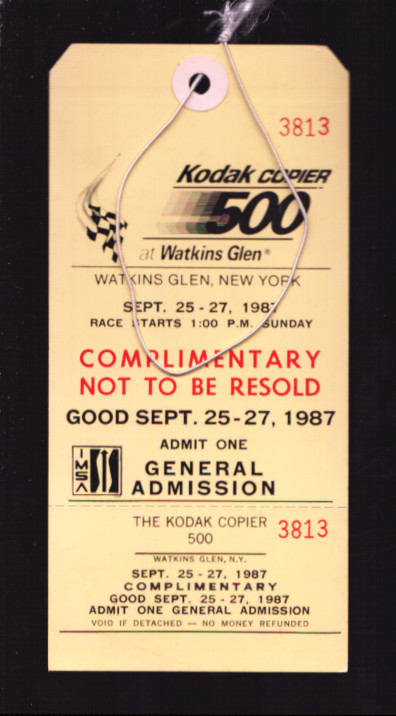 3813
Kodak COPIER
500
at Watkins Glen®
WATKINS GLEN, NEW YORK
SEPT. 25-27, 1987
RACE STARTS 1:00 P.M. SUNDAY
COMPLIMENTARY
NOT TO BE RESOLD
GOOD SEPT. 25-27, 1987
ADMIT ONE
IMSA
GENERAL
ADMISSION
THE KODAK COPIER
500
3813
WATKINS GLEN, N.Y.
SEPT. 25-27, 1987
COMPLIMENTARY
GOOD SEPT. 25-27, 1987
ADMIT ONE GENERAL ADMISSION
VOID IF DETACHED — NO MONEY REFUNDED